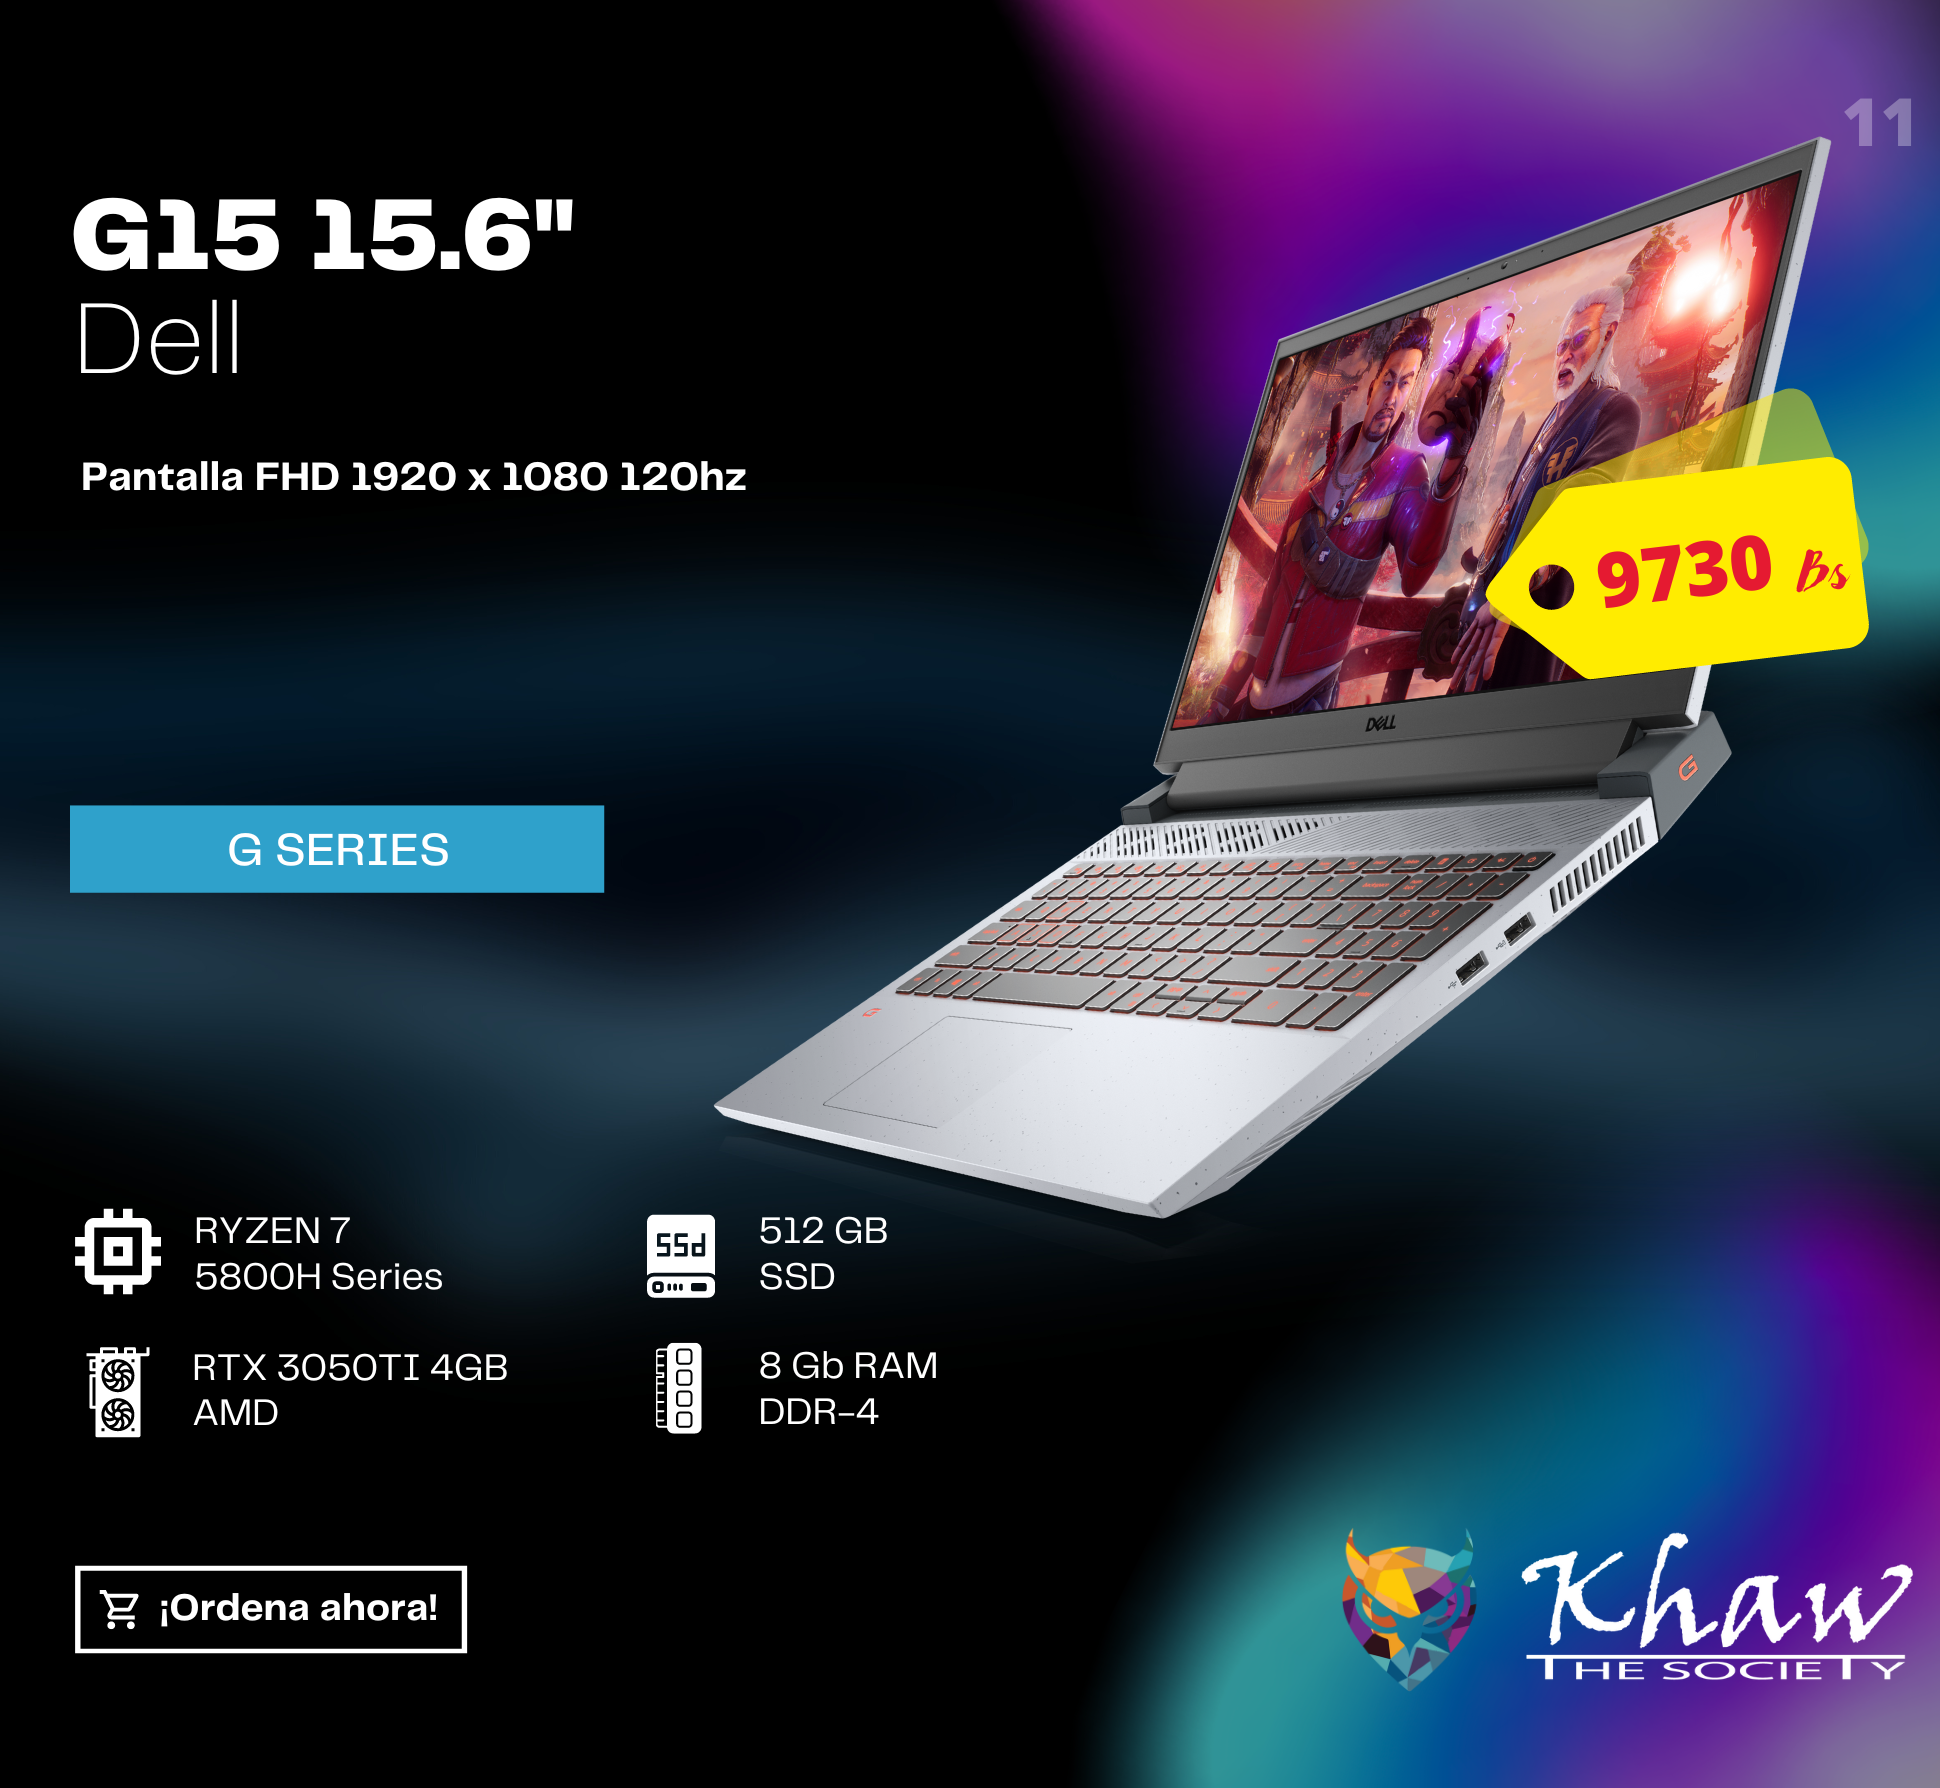 11
G15 15.6"
Dell
Pantalla FHD 1920 x 1080 120hz
9730 Bs
DELL
G
G SERIES
G
RYZEN 7
5800H Series
ssd
512 GB
SSD
RTX 3050TI 4GB
AMD
8 Gb RAM
DDR-4
¡Ordena ahora!
Khaw
THE SOCIETY